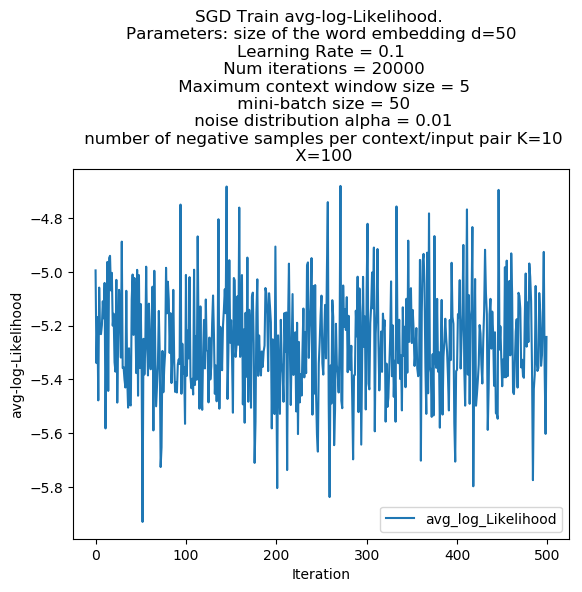 SGD Train avg-log-Likelihood.
Parameters: size of the word embedding d=50
Learning Rate = 0.1
Num iterations = 20000
Maximum context window size = 5
mini-batch size = 50
noise distribution alpha = 0.01
number of negative samples per context/input pair K=10
X=100
−4.8
−5.0
−5.2
−5.4
−5.6
−5.8
avg-log-Likelihood
avg_log_Likelihood
0
100
200
300
400
500
Iteration